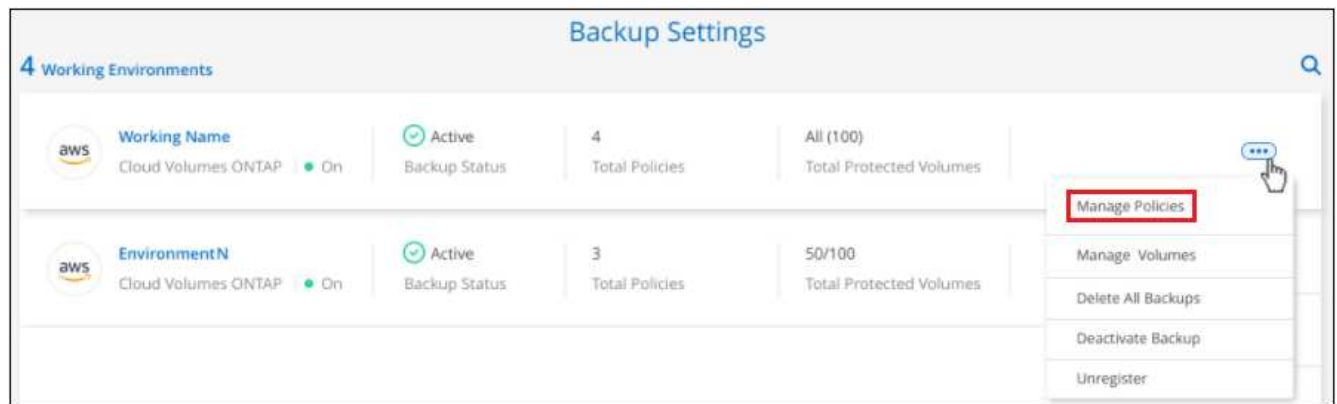 Backup Settings
4 Working Environments
aws
Working Name
Cloud Volumes ONTAP
On
Active
Backup Status
4
Total Policies
All (100)
Total Protected Volumes
Manage Policies
Manage Volumes
Delete All Backups
Deactivate Backup
Unregister
aws
EnvironmentN
Cloud Volumes ONTAP
On
Active
Backup Status
3
Total Policies
50/100
Total Protected Volumes